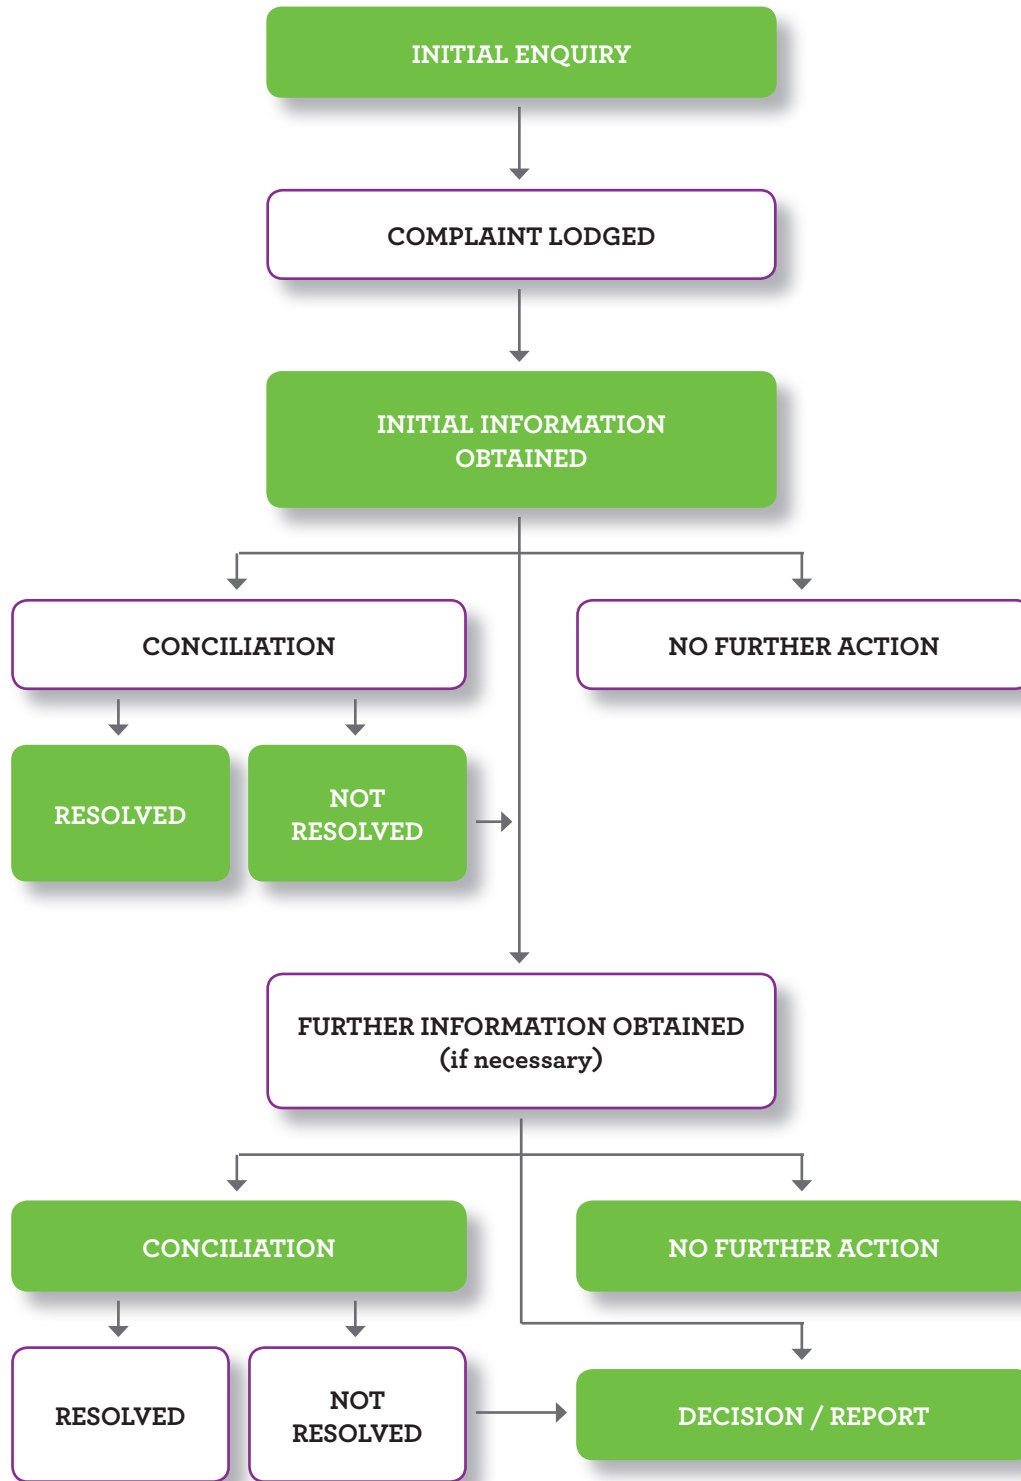 INITIAL ENQUIRY
COMPLAINT LODGED
INITIAL INFORMATION
OBTAINED
CONCILIATION
NO FURTHER ACTION
RESOLVED
NOT
RESOLVED
FURTHER INFORMATION OBTAINED
(if necessary)
CONCILIATION
NO FURTHER ACTION
RESOLVED
NOT
RESOLVED
DECISION / REPORT